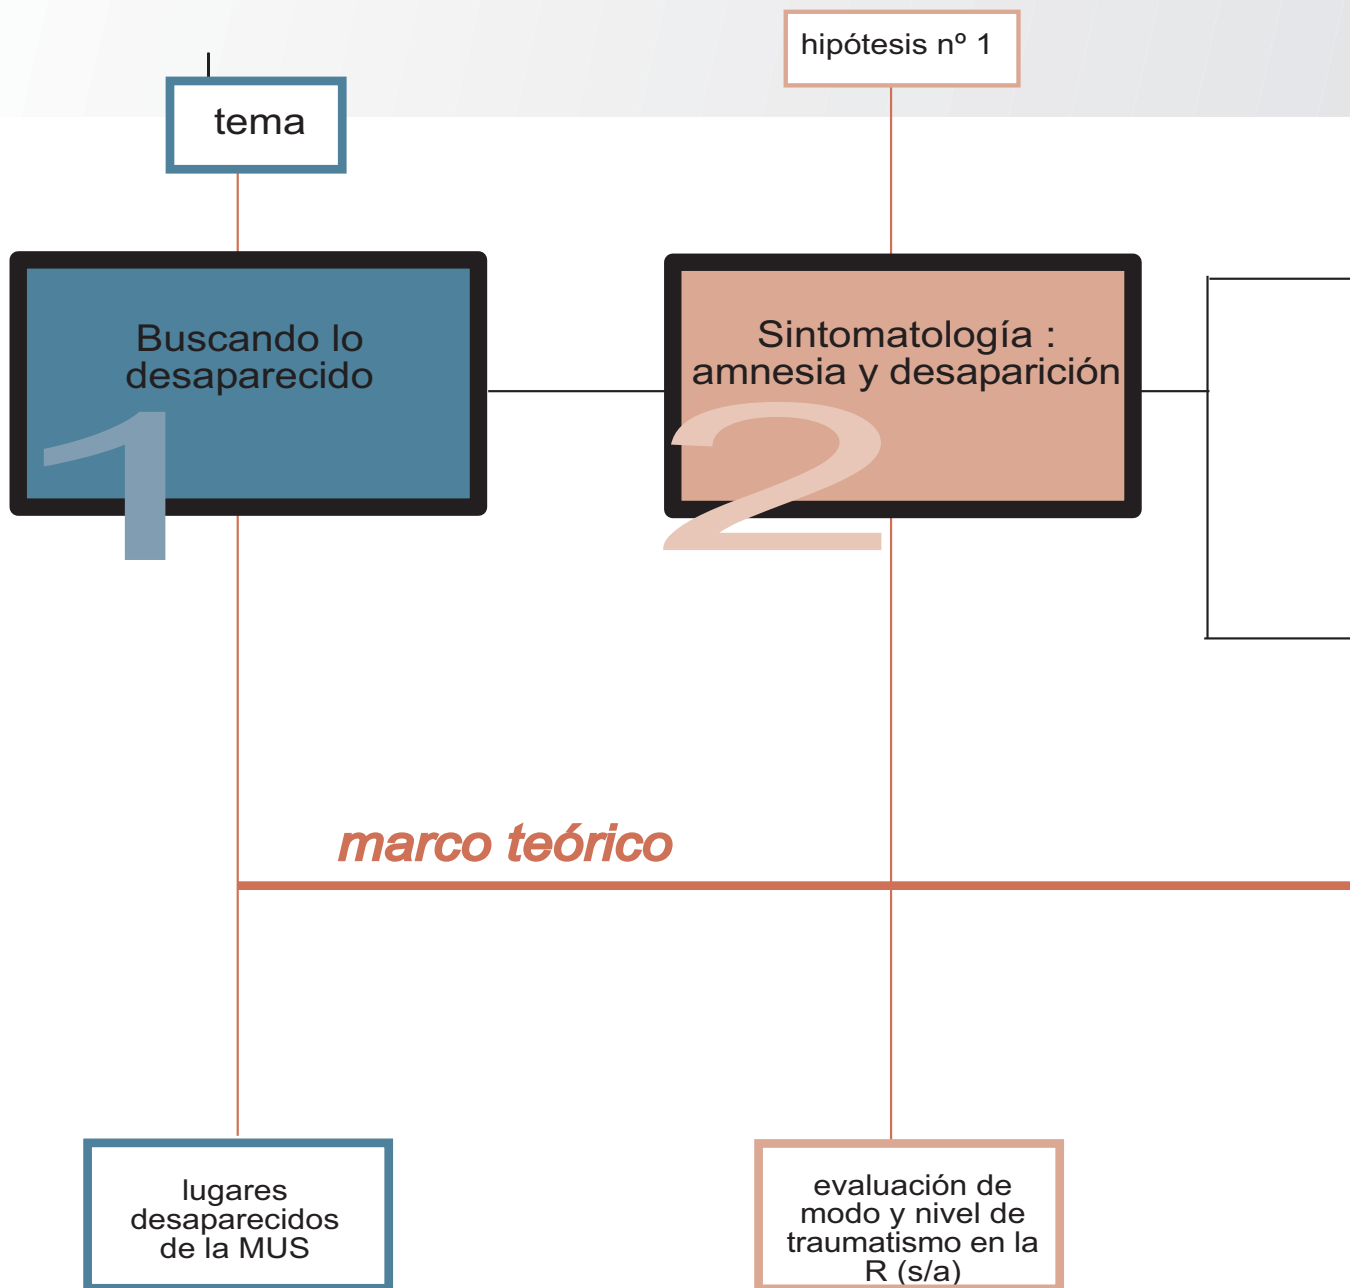 hipótesis nº 1
tema
Buscando lo
desaparecido
1
Sintomatología :
amnesia y desaparición
2
marco teórico
lugares
desaparecidos
de la MUS
evaluación de
modo y nivel de
traumatismo en la
R (s/a)